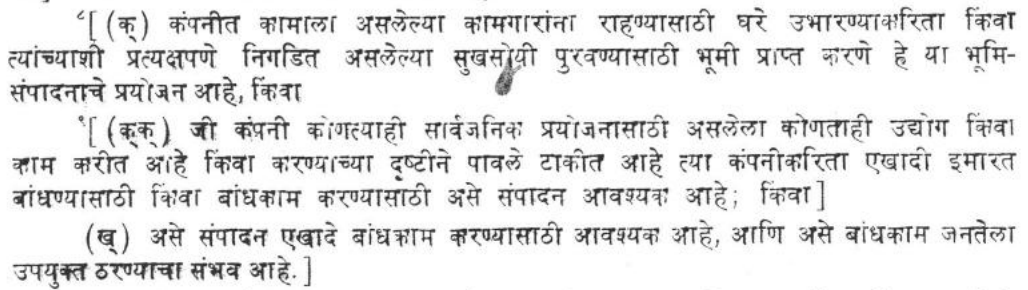 ⁴[ (क) कंपनीत कामाला असलेल्या कामगारांना राहण्यासाठी घरे उभारण्याकरिता किंवा
त्यांच्याशी प्रत्यक्षपणे निगडित असलेल्या सुखसोयी पुरवण्यासाठी भूमी प्राप्त करणे हे या भूमि-
संपादनाचे प्रयोजन आहे, किंवा
⁵[ (कक) जी कंपनी कोणत्याही सार्वजनिक प्रयोजनासाठी असलेला कोणताही उद्योग किंवा
काम करीत आहे किंवा करण्याच्या दृष्टीने पावले टाकीत आहे त्या कंपनीकरिता एखादी इमारत
बांधण्यासाठी किंवा बांधकाम करण्यासाठी असे संपादन आवश्यक आहे; किंवा]
(ख) असे संपादन एखादे बांधकाम करण्यासाठी आवश्यक आहे, आणि असे बांधकाम जनतेला
उपयुक्त ठरण्याचा संभव आहे.]